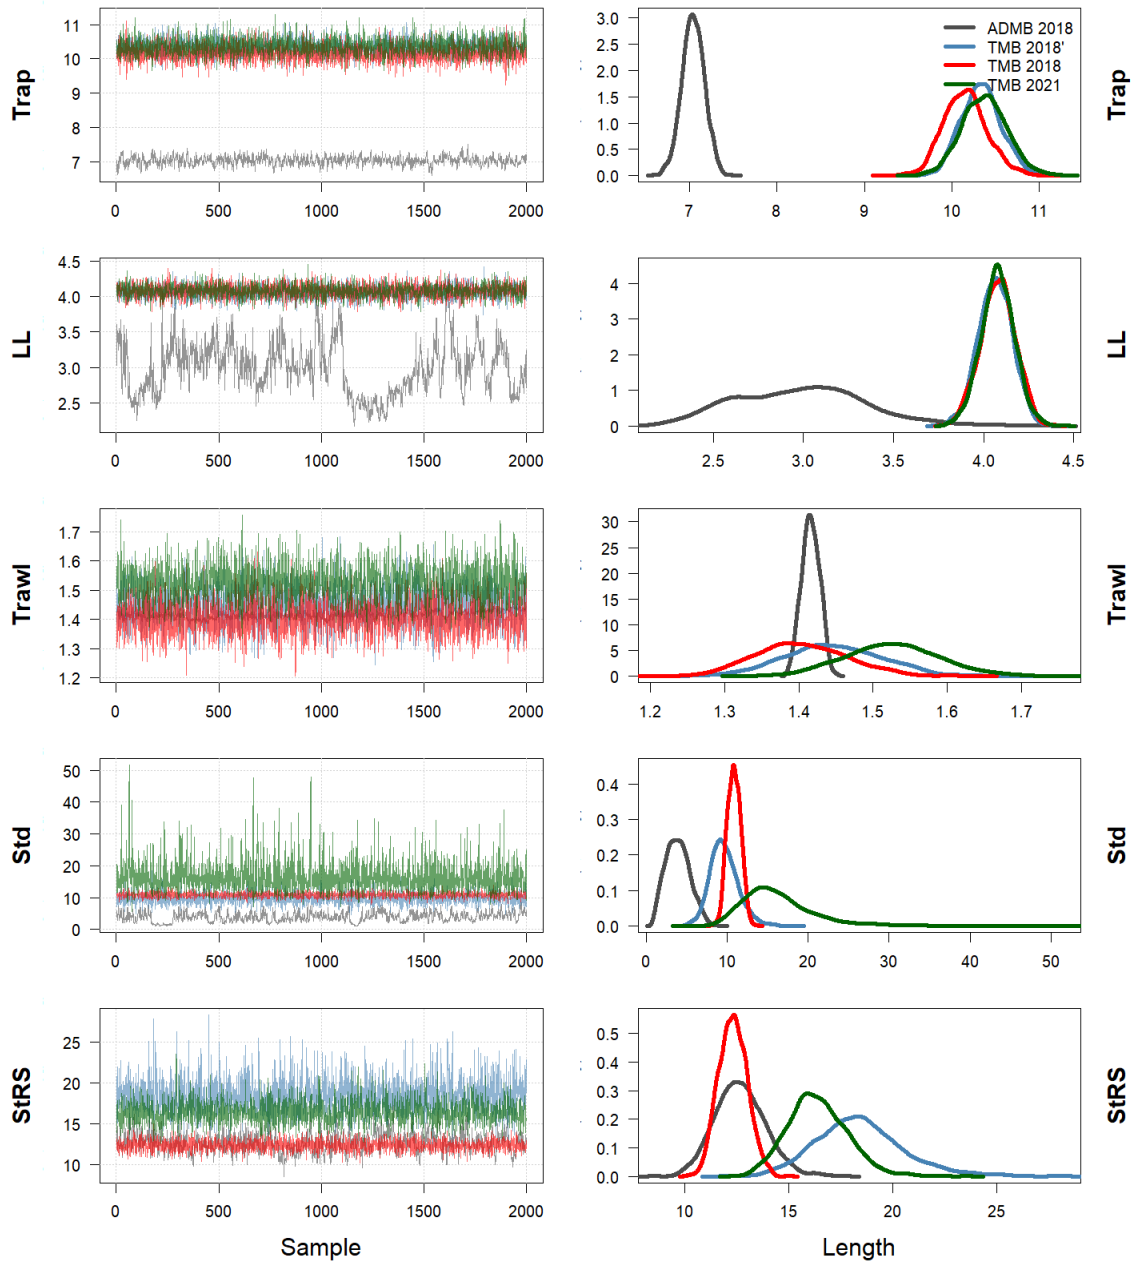 Trap
11
10
9
8
7
0 500 1000 1500 2000
3.0
2.5
2.0
1.5
1.0
0.5
0.0
7 8 9 10 11
ADMB 2018
TMB 2018'
TMB 2018
TMB 2021
Trap
LL
4.5
4.0
3.5
3.0
2.5
0 500 1000 1500 2000
4
3
2
1
0
2.5 3.0 3.5 4.0 4.5
LL
Trawl
1.7
1.6
1.5
1.4
1.3
1.2
0 500 1000 1500 2000
30
25
20
15
10
5
0
1.2 1.3 1.4 1.5 1.6 1.7
Trawl
Std
50
40
30
20
10
0
0 500 1000 1500 2000
0.4
0.3
0.2
0.1
0.0
0 10 20 30 40 50
Std
StRS
25
20
15
10
0 500 1000 1500 2000
Sample
0.5
0.4
0.3
0.2
0.1
0.0
10 15 20 25
Length
StRS